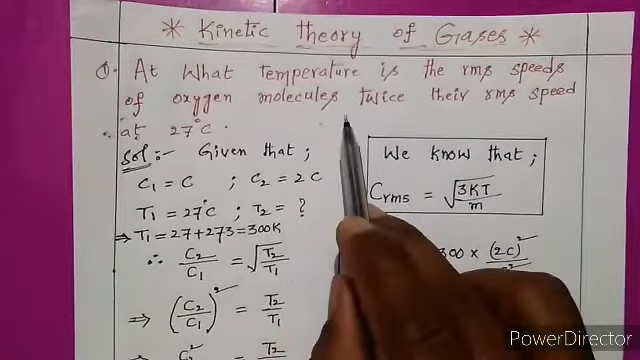 * Kinetic Theory of Gases *
Q. At What temperature is the rms speeds
of oxygen molecules twice their rms speed
at 27°C.
Sol:- Given that ;
C₁ = C ; C₂ = 2C
T₁ = 27°C ; T₂ = ?
⇒ T₁ = 27+273 = 300K
∴ C₂/C₁ = √(T₂/T₁)
⇒ (C₂/C₁)² = T₂/T₁
⇒ T₂
We know that ;
Crms = √(3KT/m)
300 × (2C)²
PowerDirector